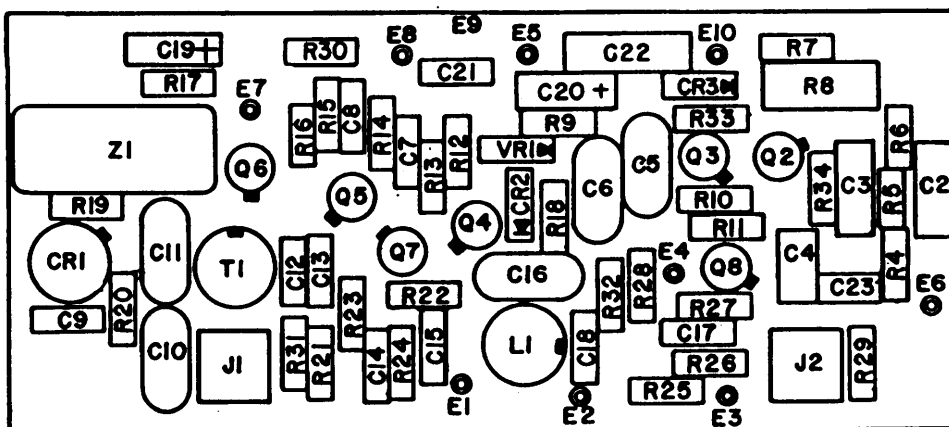 E9
E8
E5
E10
C19+
R30
C22
R7
R17
C21
CR3
R8
E7
C20+
R15
C8
R14
R16
R9
R33
R6
Z1
C7
R12
VR1
C5
Q3
Q2
R13
C6
R34
C3
C2
Q6
Q5
CR2
R18
R10
R5
R19
Q4
R11
C11
Q7
C4
R4
CR1
T1
C12
C13
C16
E4
Q8
R28
R32
C23
E6
R20
R23
R22
R27
C9
C17
C10
J1
R31
R21
C14
R24
C15
L1
C18
R26
J2
R29
R25
E1
E2
E3